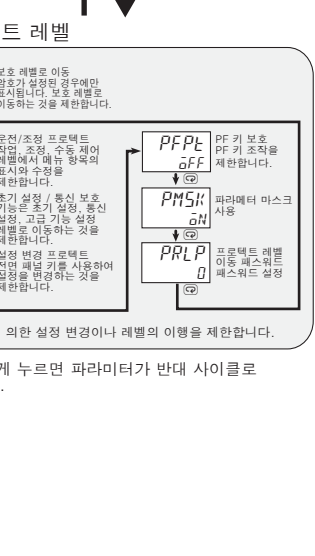 트 레벨
보호 레벨로 이동
암호가 설정된 경우에만
표시됩니다. 보호 레벨로
이동하는 것을 제한합니다.
운전/조정 프로텍트
작업, 조정, 수동 제어
레벨에서 메뉴 항목의
표시와 수정을
제한합니다.
초기 설정 / 통신 보호
기능은 초기 설정, 통신
설정, 고급 기능 설정
레벨로 이동하는 것을
제한합니다.
설정 변경 프로텍트
전면 패널 키를 사용하여
설정을 변경하는 것을
제한합니다.
PFPt
oFF
PF 키 보호
PF 키 조작을
제한합니다.
PMSK
oN
파라메터 마스크
사용
PRLP
0
프로텍트 레벨
이동 패스워드
패스워드 설정
의한 설정 변경이나 레벨의 이행을 제한합니다.
게 누르면 파라미터가 반대 사이클로
.